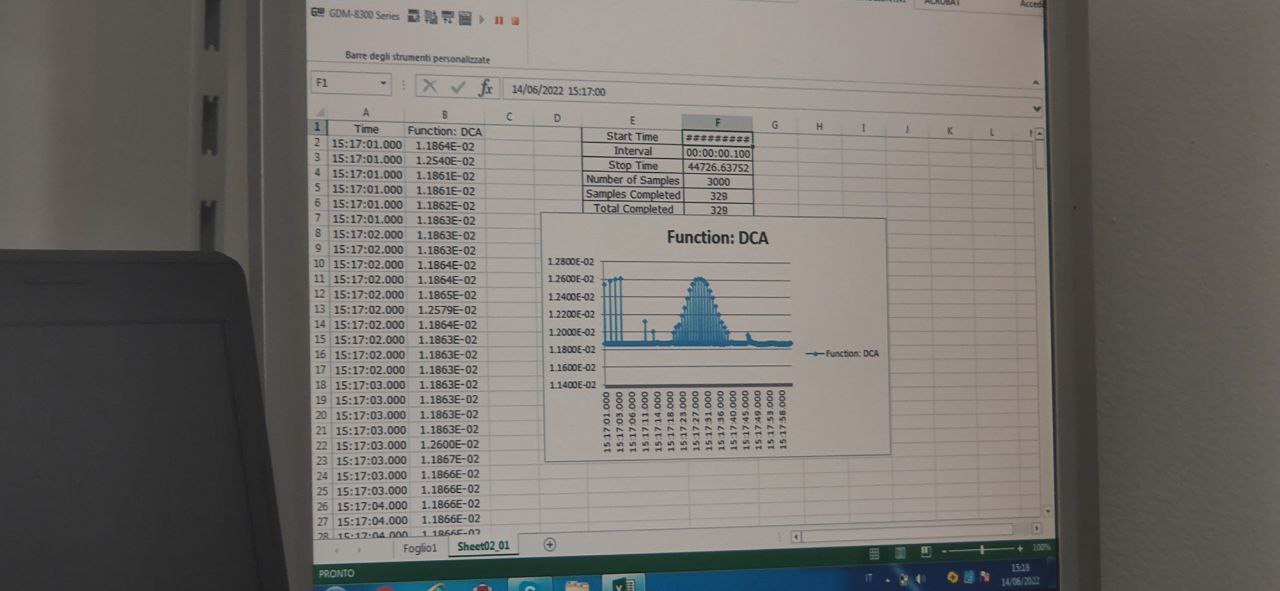 ACROBAT
Acced
GW GDM-8300 Series
Barre degli strumenti personalizzate
F1 fx 14/06/2022 15:17:00
A B C D E F G H I J K L
1 Time Function: DCA Start Time #########
2 15:17:01.000 1.1864E-02 Interval 00:00:00.100
3 15:17:01.000 1.2540E-02 Stop Time 44726.63752
4 15:17:01.000 1.1861E-02 Number of Samples 3000
5 15:17:01.000 1.1861E-02 Samples Completed 329
6 15:17:01.000 1.1862E-02 Total Completed 329
7 15:17:01.000 1.1863E-02
8 15:17:02.000 1.1863E-02
9 15:17:02.000 1.1863E-02
10 15:17:02.000 1.1864E-02
11 15:17:02.000 1.1864E-02
12 15:17:02.000 1.1865E-02
13 15:17:02.000 1.2579E-02
14 15:17:02.000 1.1864E-02
15 15:17:02.000 1.1863E-02
16 15:17:02.000 1.1863E-02
17 15:17:02.000 1.1863E-02
18 15:17:03.000 1.1863E-02
19 15:17:03.000 1.1863E-02
20 15:17:03.000 1.1863E-02
21 15:17:03.000 1.1863E-02
22 15:17:03.000 1.2600E-02
23 15:17:03.000 1.1867E-02
24 15:17:03.000 1.1866E-02
25 15:17:03.000 1.1866E-02
26 15:17:04.000 1.1866E-02
27 15:17:04.000 1.1866E-02
28 15:17:04.000 1.1866E-02
Function: DCA
1.2800E-02
1.2600E-02
1.2400E-02
1.2200E-02
1.2000E-02
1.1800E-02
1.1600E-02
1.1400E-02
15:17:01.000
15:17:03.000
15:17:06.000
15:17:11.000
15:17:14.000
15:17:18.000
15:17:23.000
15:17:27.000
15:17:31.000
15:17:36.000
15:17:40.000
15:17:45.000
15:17:49.000
15:17:53.000
15:17:58.000
Function: DCA
Foglio1 Sheet02_01
PRONTO 100%
IT 15:18
14/06/2022